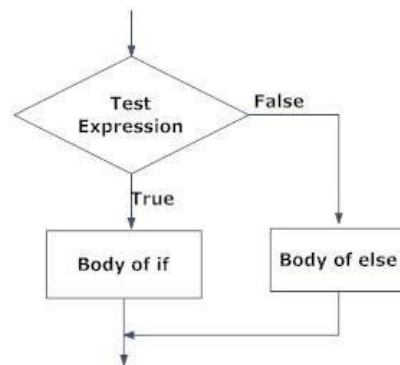 Test
Expression
False
True
Body of if
Body of else